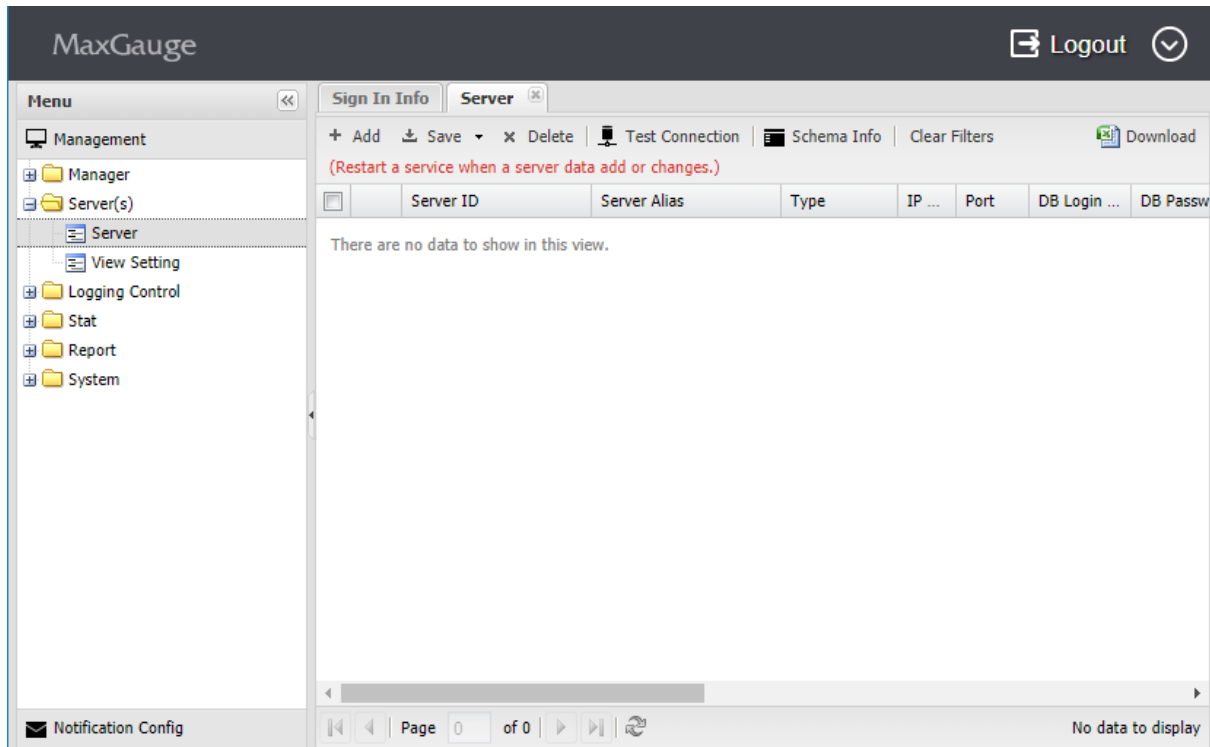 MaxGauge
Logout
Menu
Management
Manager
Server(s)
Server
View Setting
Logging Control
Stat
Report
System
Notification Config
Sign In Info Server
Add Save Delete Test Connection Schema Info Clear Filters Download
(Restart a service when a server data add or changes.)
Server ID Server Alias Type IP ... Port DB Login ... DB Passw
There are no data to show in this view.
Page 0 of 0 No data to display